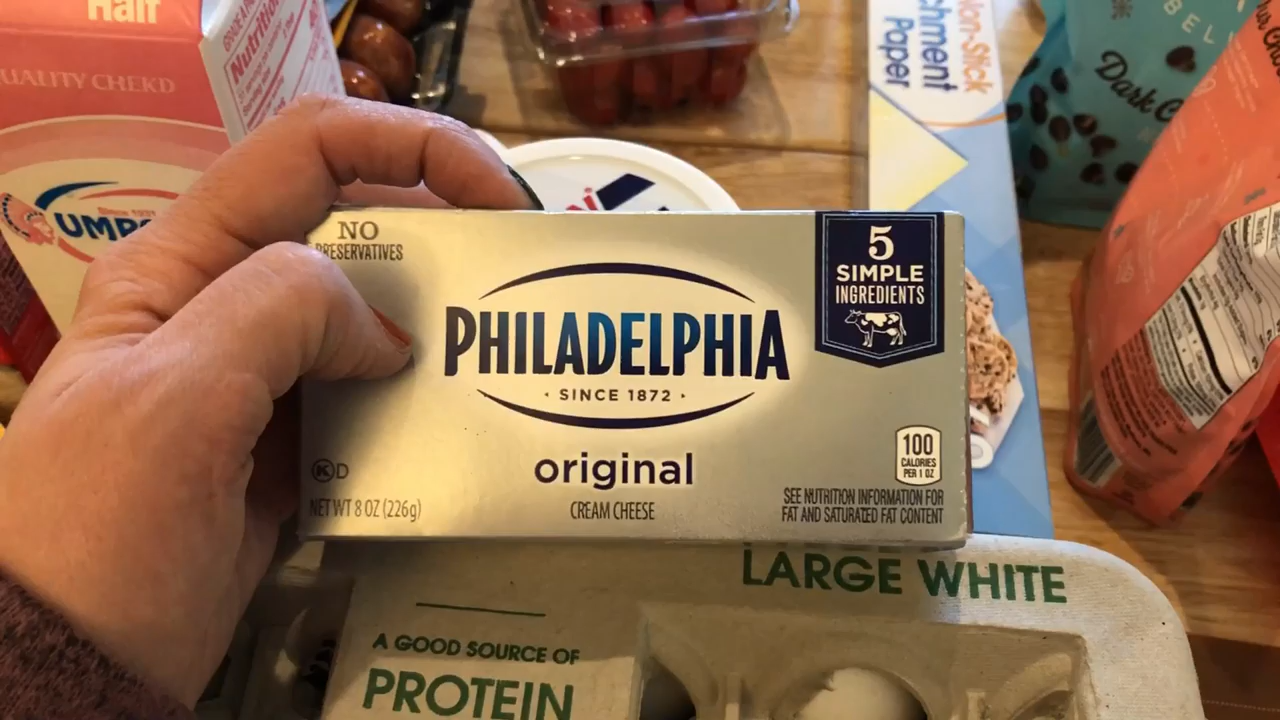 Half
QUALITY CHEKD
Nutrition
Since 1931
Non-Stick
Parchment
Paper
Dark
NO
PRESERVATIVES
5
SIMPLE
INGREDIENTS
PHILADELPHIA
· SINCE 1872 ·
original
CREAM CHEESE
100
CALORIES
PER 1 OZ
K D
NET WT 8 OZ (226g)
SEE NUTRITION INFORMATION FOR
FAT AND SATURATED FAT CONTENT
LARGE WHITE
A GOOD SOURCE OF
PROTEIN